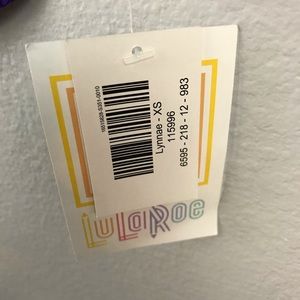 Lynnae - XS
115996
6595 - 218 - 12 - 983
LuLaRoe